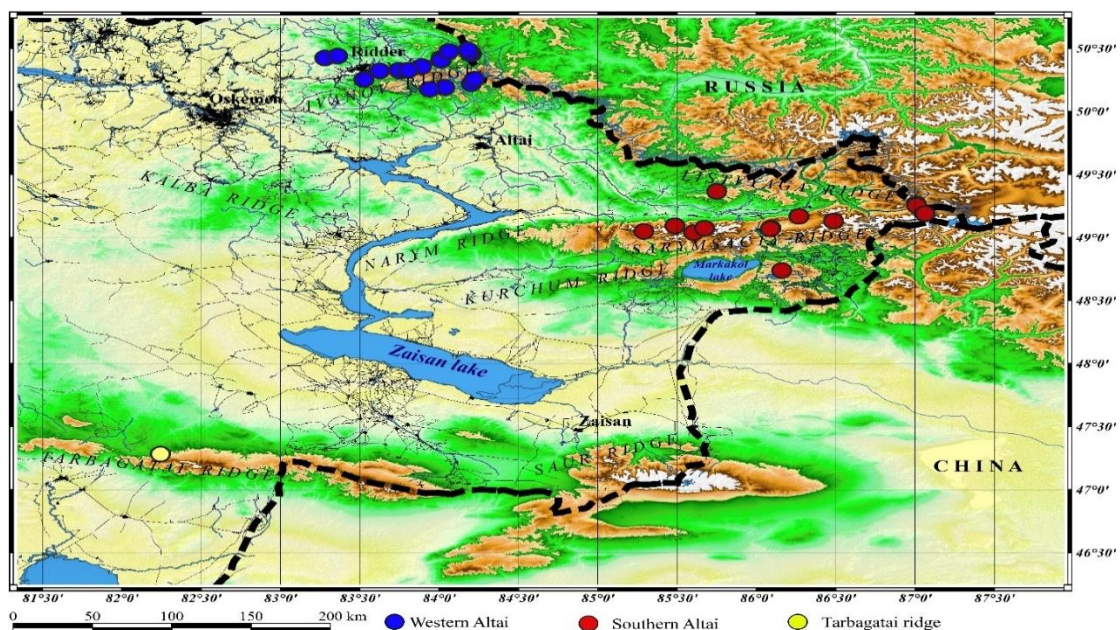 Ridder
IVANOV RIDGE
RUSSIA
Oskemen
Altai
KALBA RIDGE
LISTVYAGA RIDGE
NARYM RIDGE
SARYMSAGTY RIDGE
Markakol
lake
KURCHUM RIDGE
Zaisan lake
Zaisan
SAUR RIDGE
TARBAGATAI RIDGE
CHINA
50°30'
50°0'
49°30'
49°0'
48°30'
48°0'
47°30'
47°0'
46°30'
81°30' 82°0' 82°30' 83°0' 83°30' 84°0' 84°30' 85°0' 85°30' 86°0' 86°30' 87°0' 87°30'
0 50 100 150 200 km
Western Altai Southern Altai Tarbagatai ridge